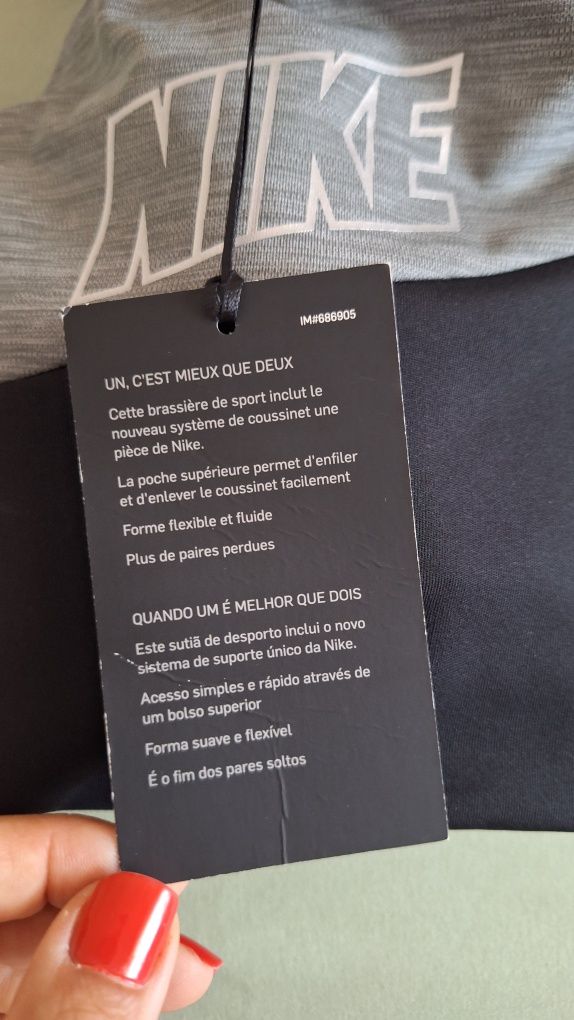 NIKE
IM#686905
UN, C'EST MIEUX QUE DEUX
Cette brassière de sport inclut le
nouveau système de coussinet une
pièce de Nike.
La poche supérieure permet d'enfiler
et d'enlever le coussinet facilement
Forme flexible et fluide
Plus de paires perdues
QUANDO UM É MELHOR QUE DOIS
Este sutiã de desporto inclui o novo
sistema de suporte único da Nike.
Acesso simples e rápido através de
um bolso superior
Forma suave e flexível
É o fim dos pares soltos